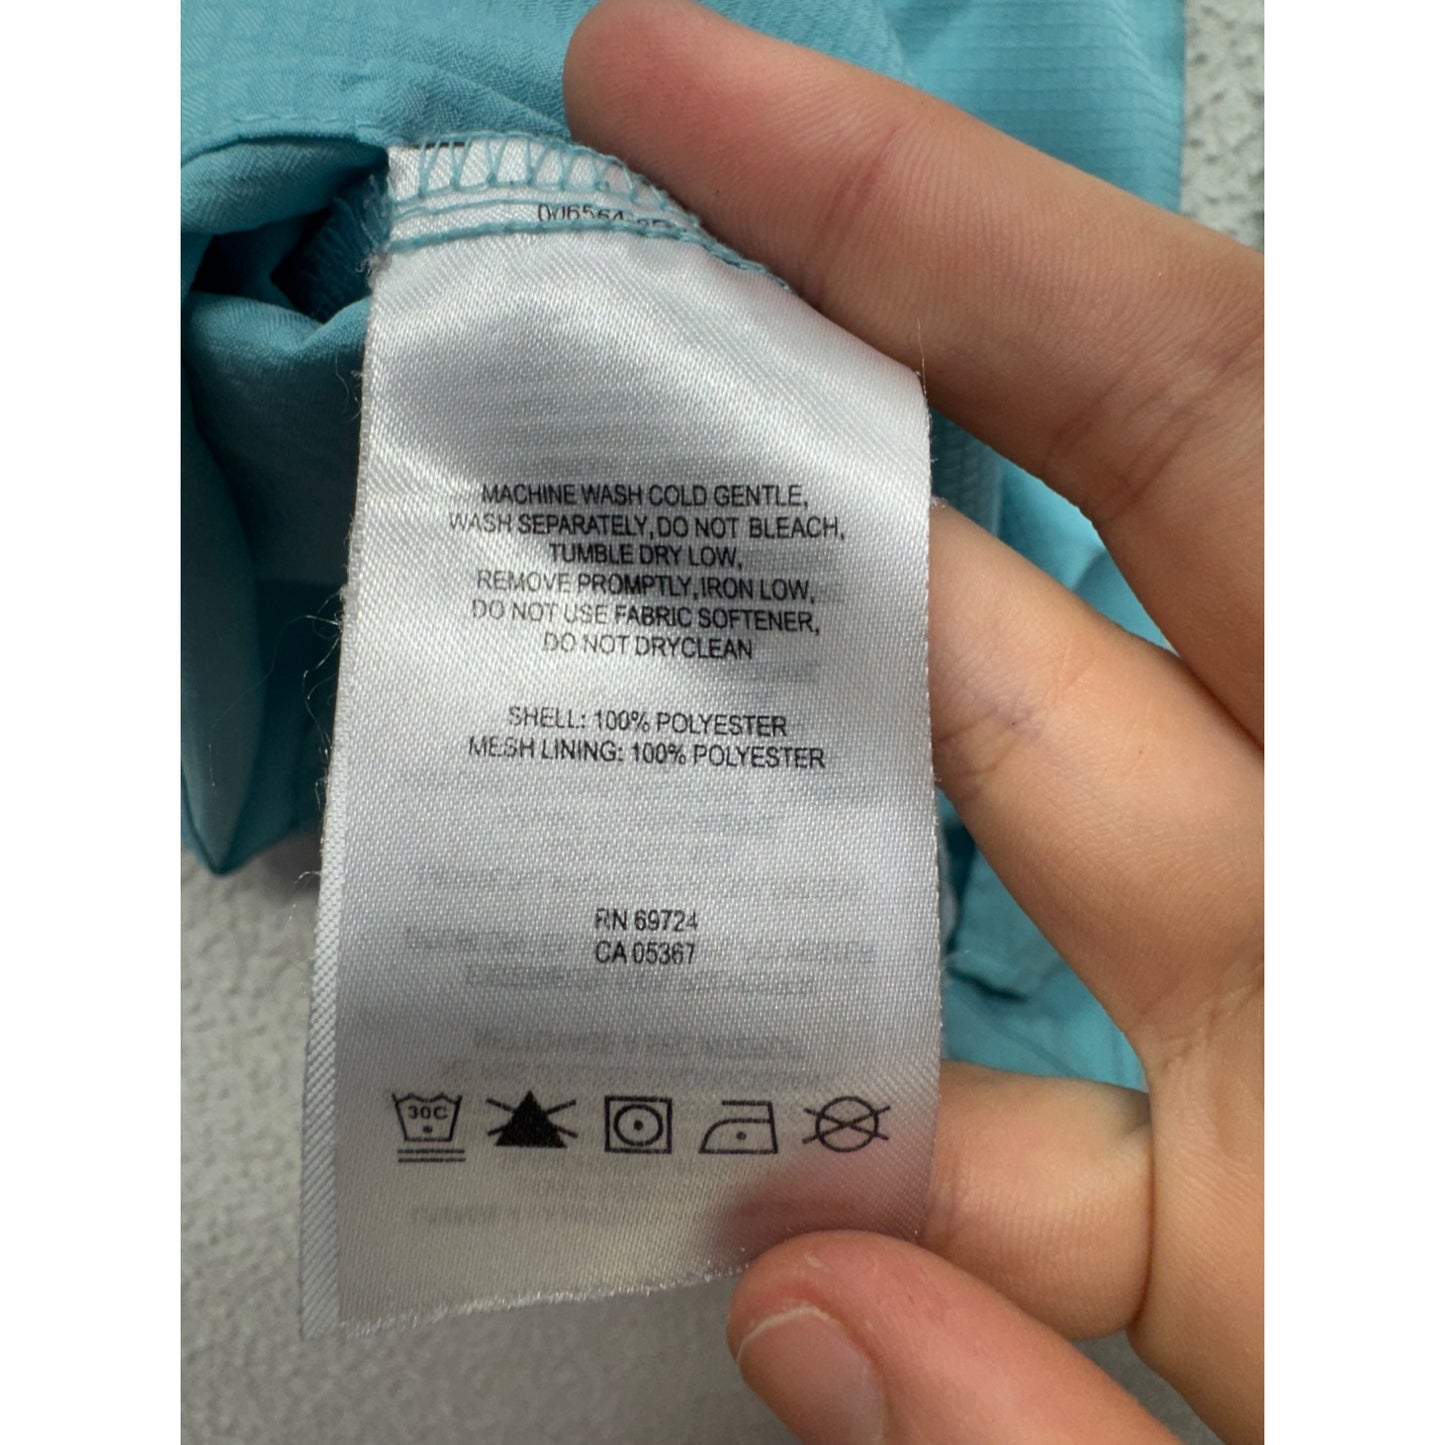 MACHINE WASH COLD GENTLE,
WASH SEPARATELY, DO NOT BLEACH,
TUMBLE DRY LOW,
REMOVE PROMPTLY, IRON LOW,
DO NOT USE FABRIC SOFTENER,
DO NOT DRYCLEAN
SHELL: 100% POLYESTER
MESH LINING: 100% POLYESTER
RN 69724
CA 05367
30C